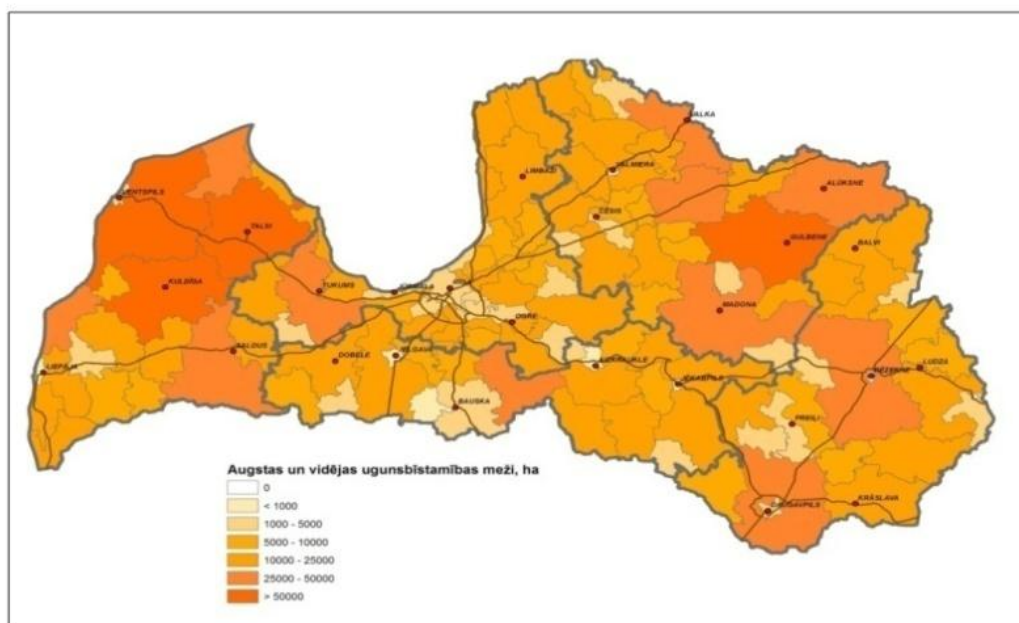 VALKA
VALMIERA
LIMBAŽI
ALŪKSNE
VENTSPILS
CĒSIS
TALSI
GULBENE
BALVI
KULDĪGA
TUKUMS
JŪRMALA
MADONA
OGRE
SALDUS
DOBELE
JELGAVA
AIZKRAUKLE
LUDZA
LIEPĀJA
RĒZEKNE
JĒKABPILS
BAUSKA
PREIĻI
KRĀSLAVA
DAUGAVPILS
Augstas un vidējas ugunsbīstamības meži, ha
0
< 1000
1000 - 5000
5000 - 10000
10000 - 25000
25000 - 50000
> 50000